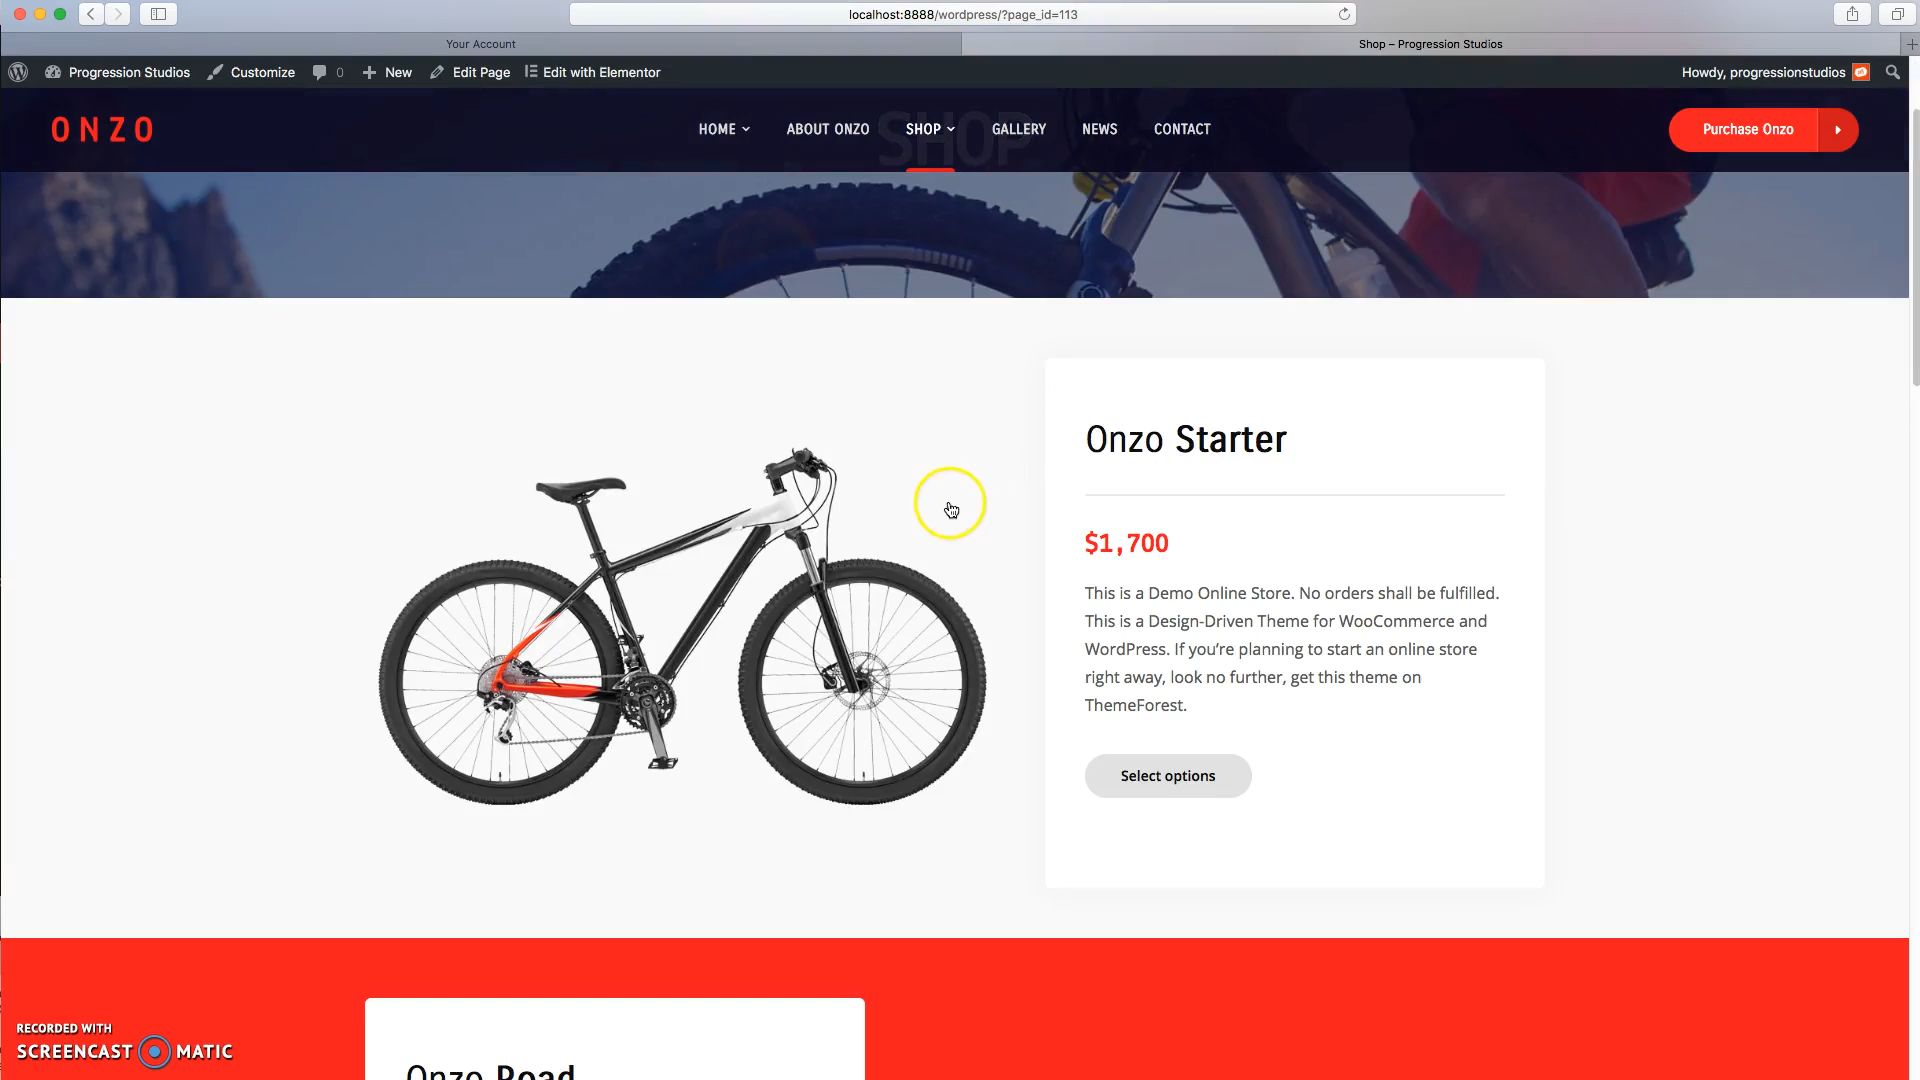 localhost:8888/wordpress/?page_id=113
Your Account
Shop – Progression Studios
Progression Studios
Customize
0
New
Edit Page
Edit with Elementor
Howdy, progressionstudios
SHOP
ONZO
HOME
ABOUT ONZO
SHOP
GALLERY
NEWS
CONTACT
Purchase Onzo
Onzo Starter
$1,700
This is a Demo Online Store. No orders shall be fulfilled.
This is a Design-Driven Theme for WooCommerce and
WordPress. If you’re planning to start an online store
right away, look no further, get this theme on
ThemeForest.
Select options
Onzo Road
RECORDED WITH
SCREENCAST MATIC